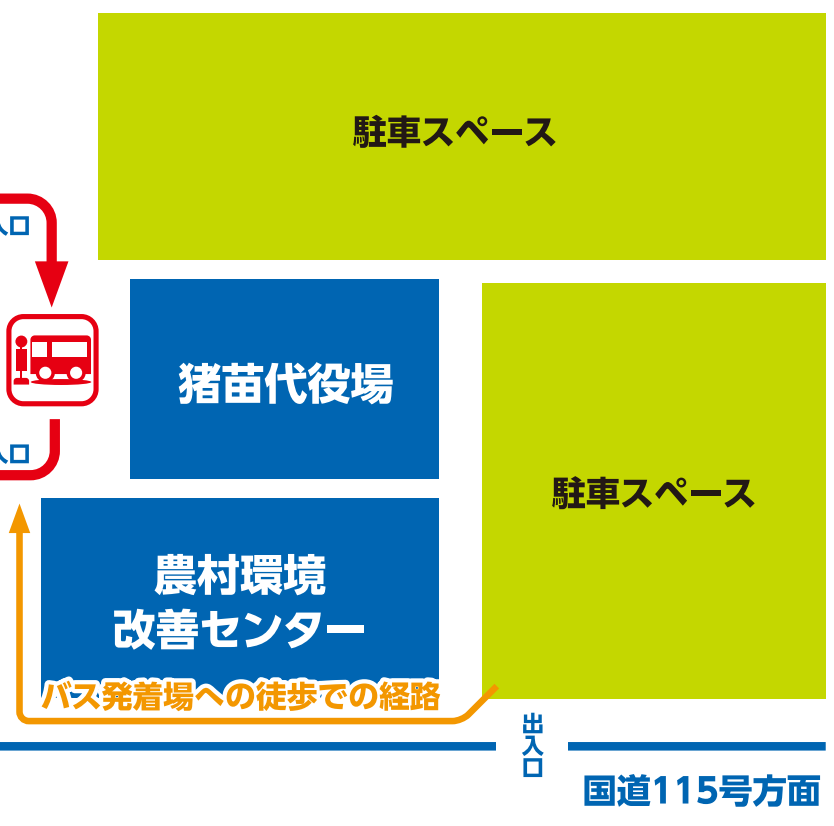 駐車スペース
入口
猪苗代役場
入口
駐車スペース
農村環境
改善センター
バス発着場への徒歩での経路
出入口
国道115号方面